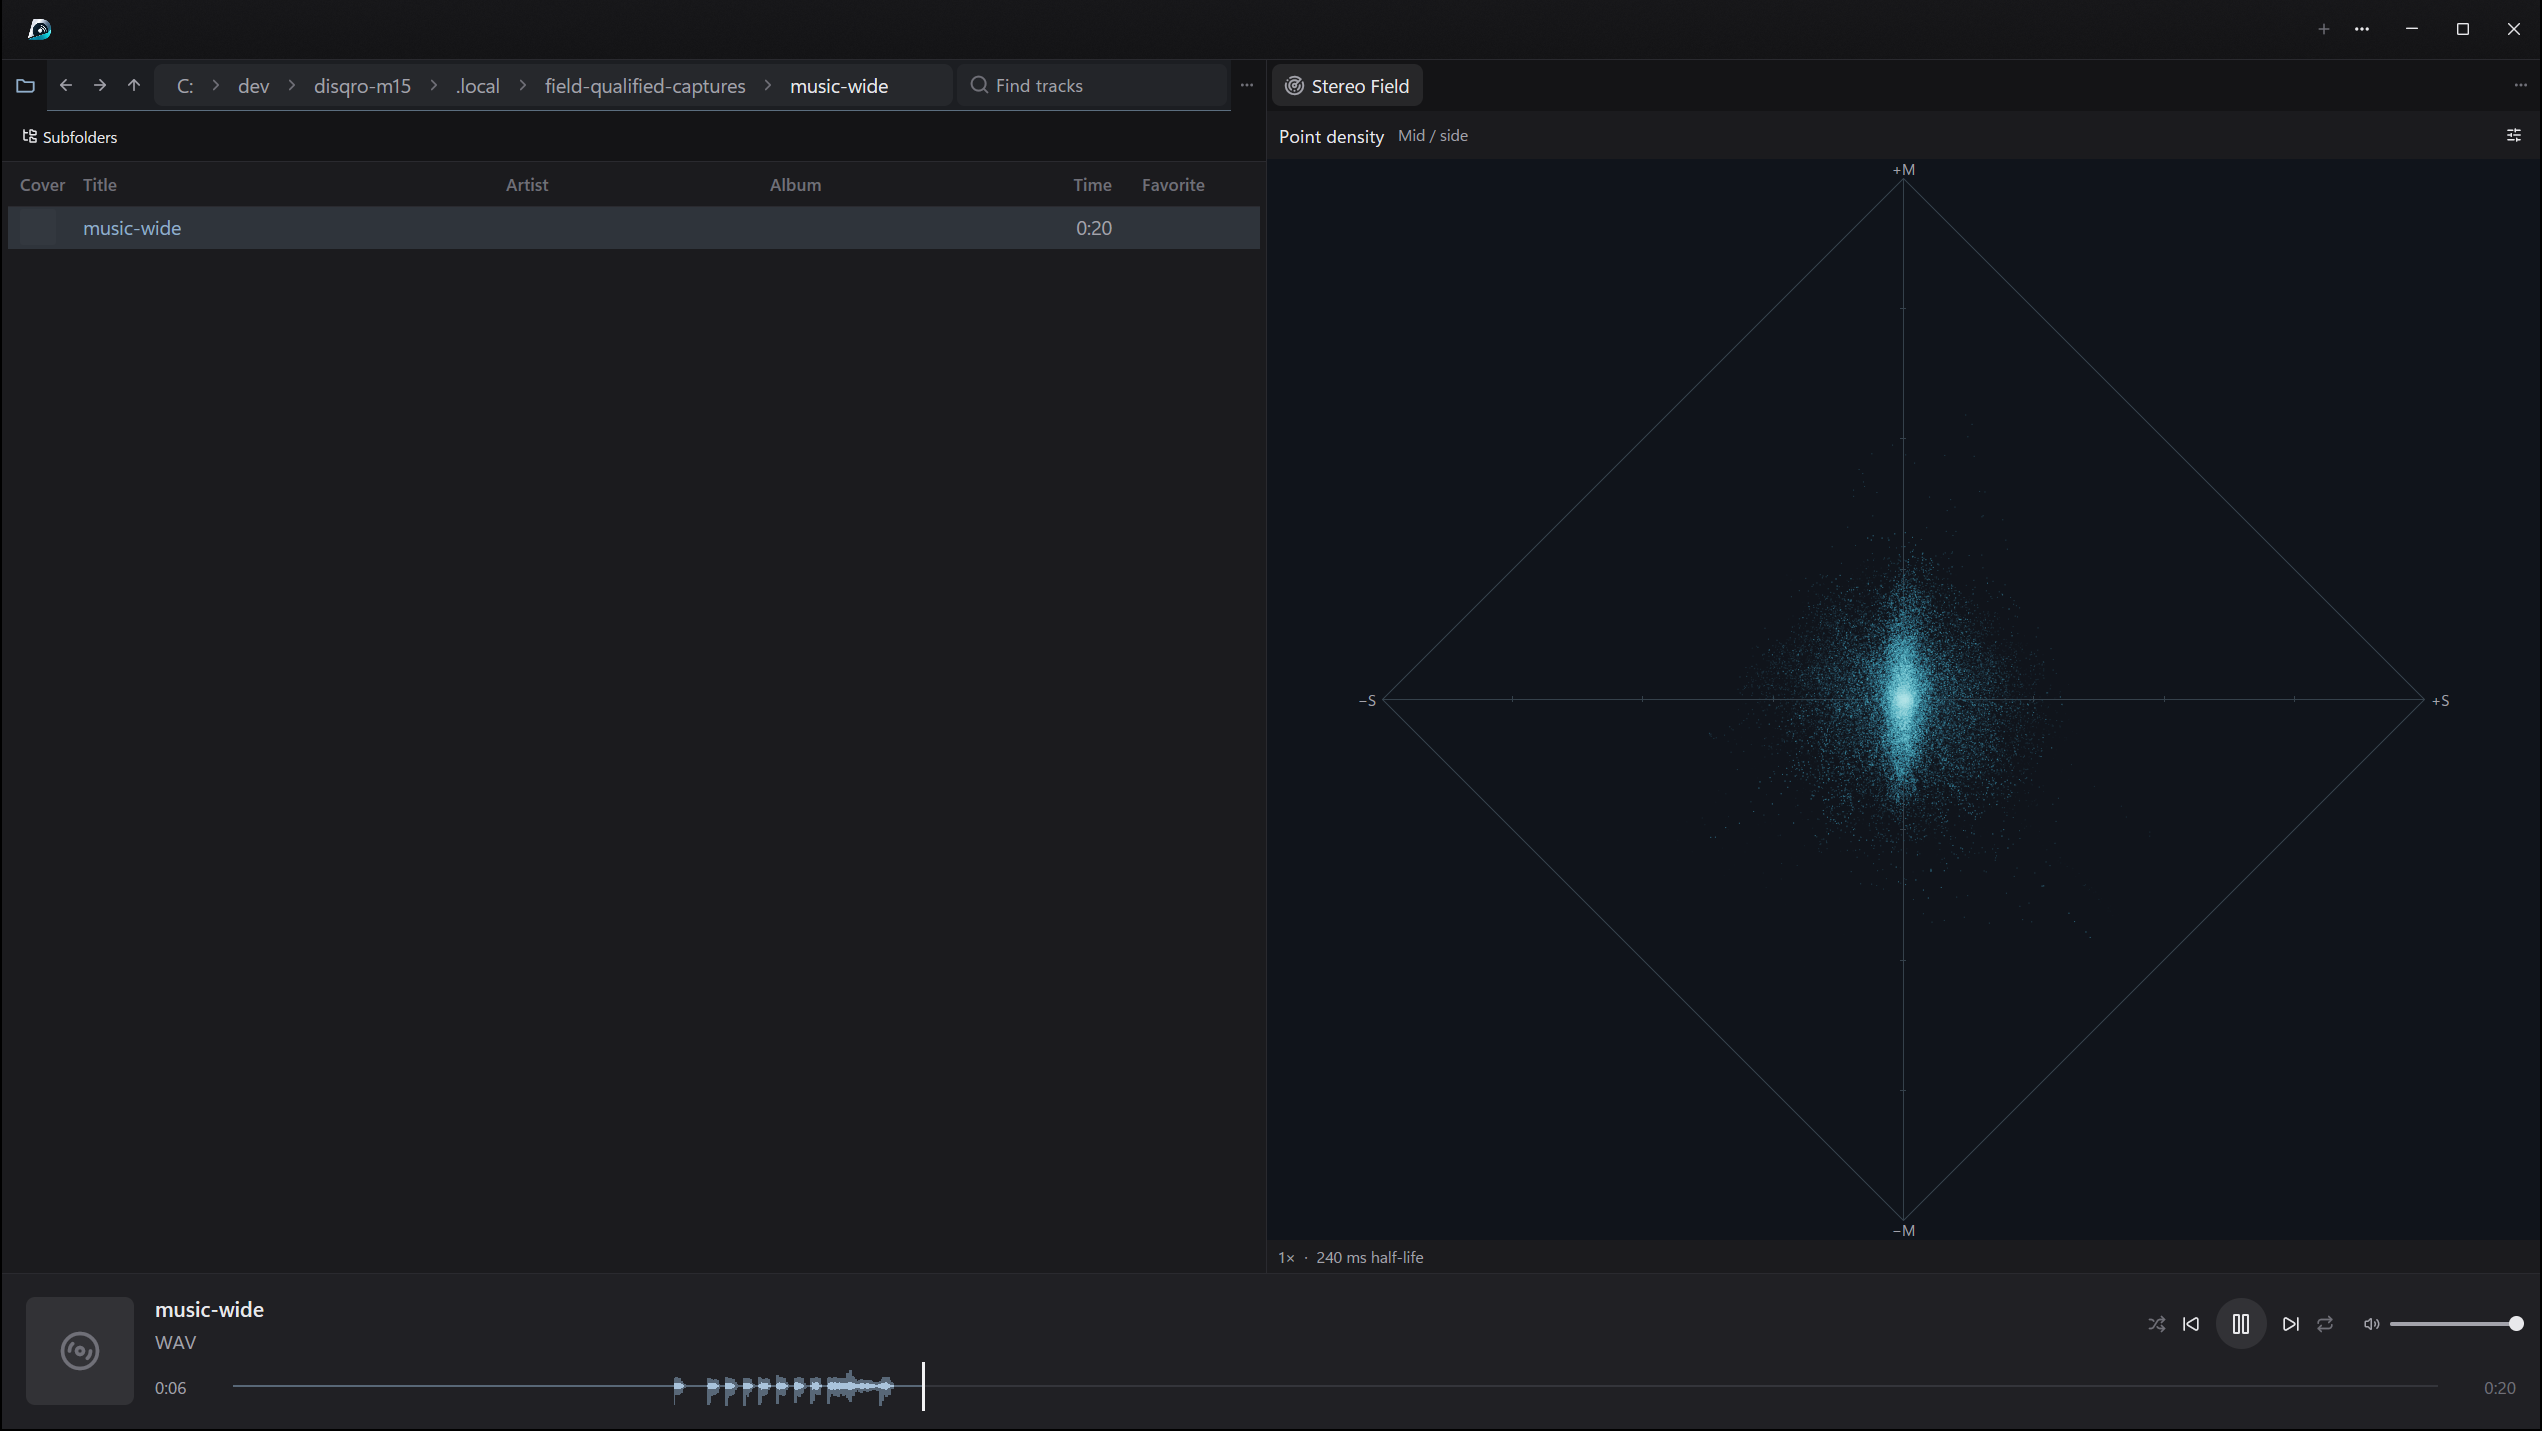 C: dev disqro-m15 .local field-qualified-captures music-wide Find tracks
Subfolders
Cover Title Artist Album Time Favorite
music-wide 0:20
Stereo Field
Point density Mid / side
+M
−S +S
−M
1× · 240 ms half-life
music-wide
WAV
0:06 0:20